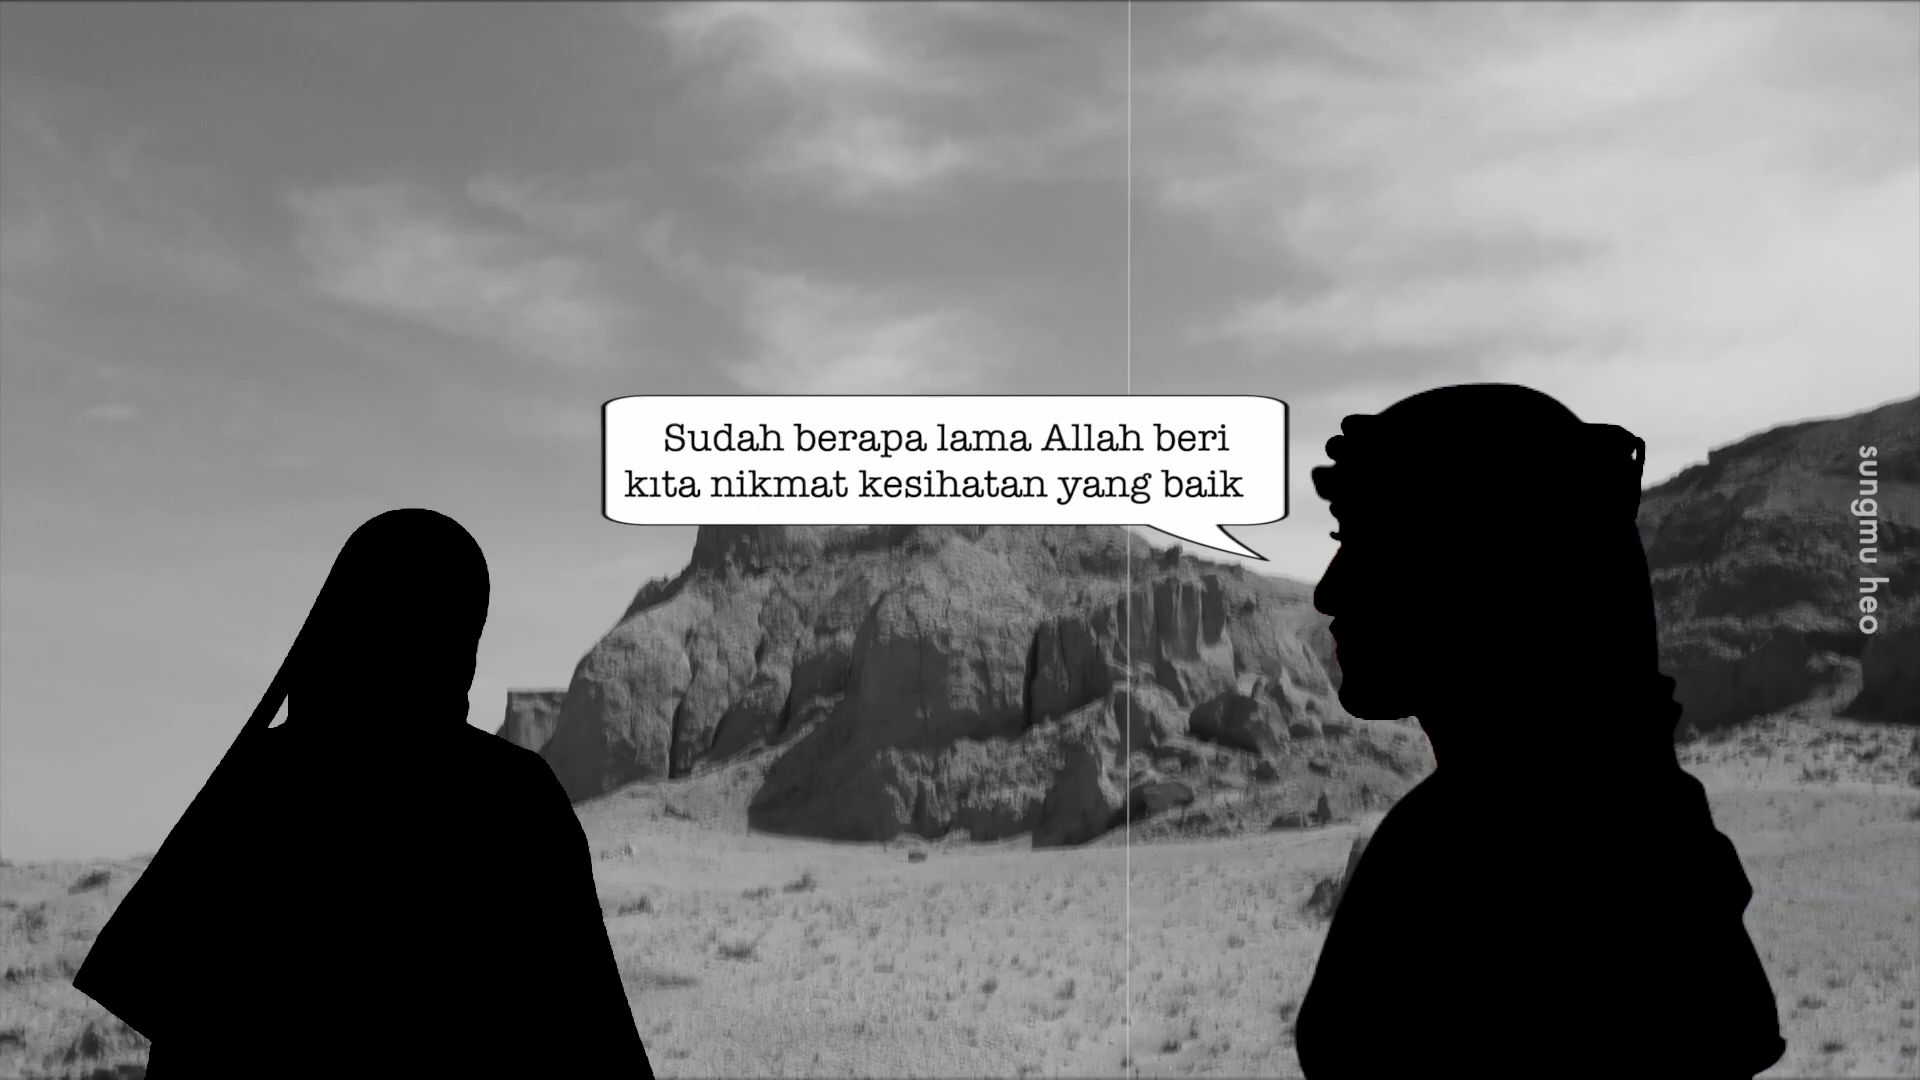 Sudah berapa lama Allah beri
kita nikmat kesihatan yang baik
sungmu heo